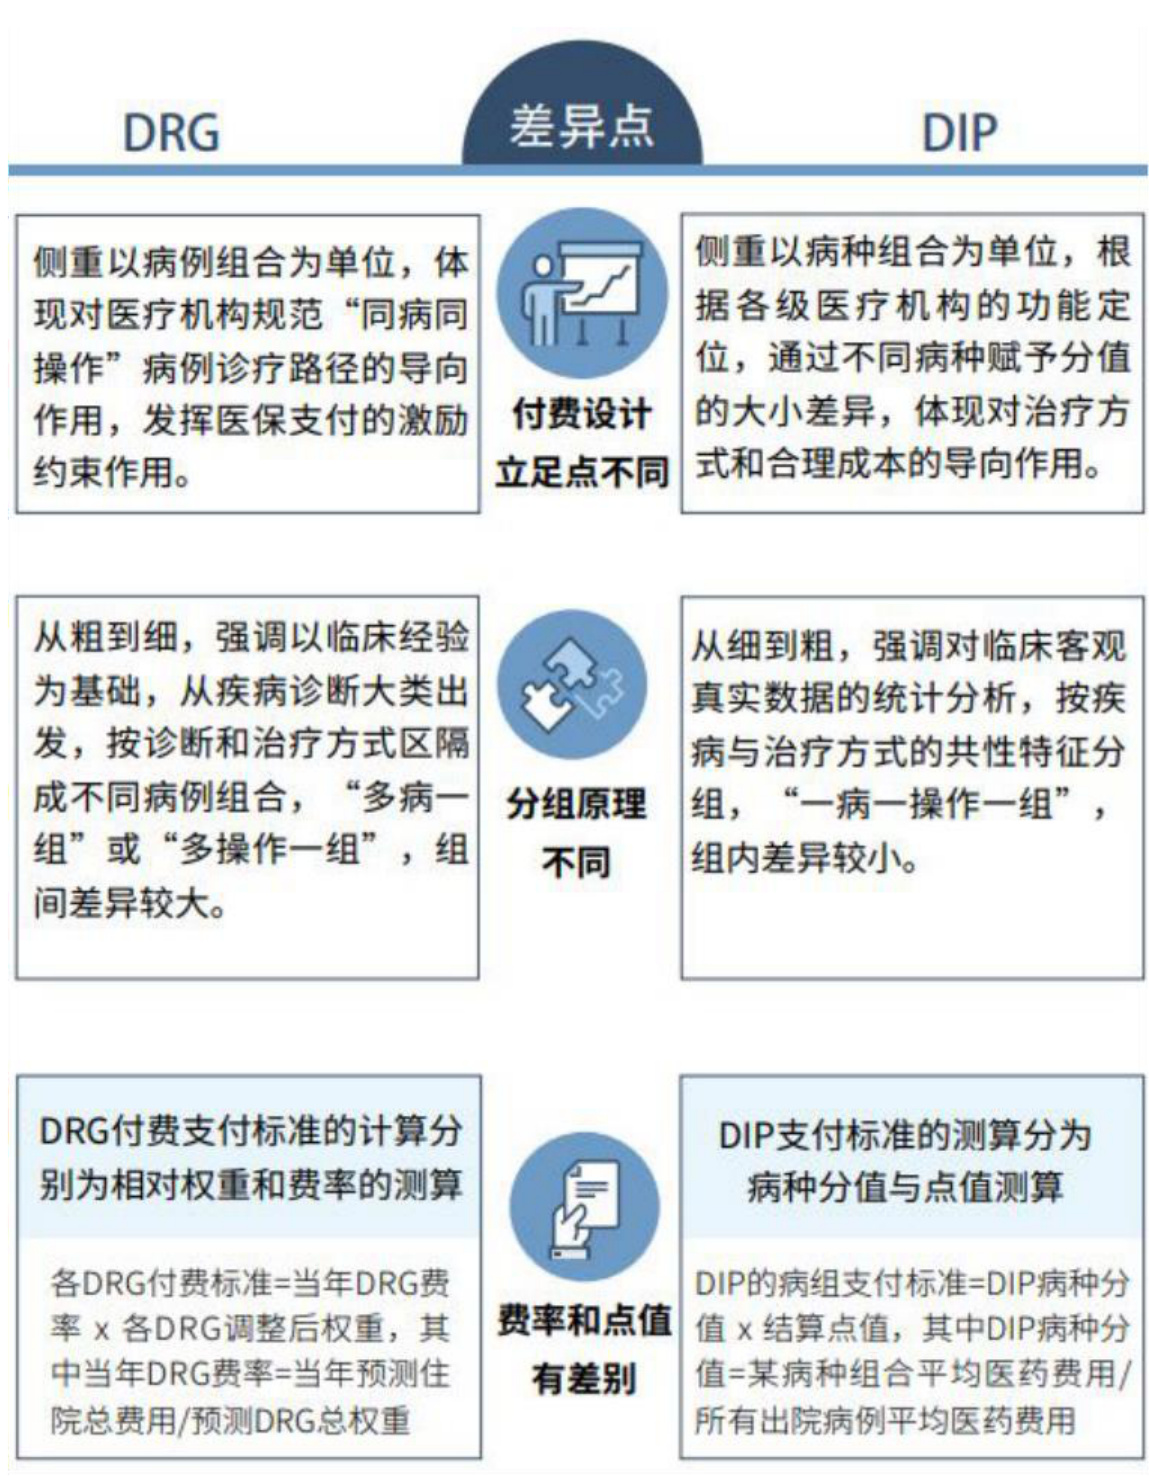 DRG
差异点
DIP
侧重以病例组合为单位，体
现对医疗机构规范“同病同
操作”病例诊疗路径的导向
作用，发挥医保支付的激励
约束作用。
付费设计
立足点不同
侧重以病种组合为单位，根
据各级医疗机构的功能定
位，通过不同病种赋予分值
的大小差异，体现对治疗方
式和合理成本的导向作用。
从粗到细，强调以临床经验
为基础，从疾病诊断大类出
发，按诊断和治疗方式区隔
成不同病例组合，“多病一
组”或“多操作一组”，组
间差异较大。
分组原理
不同
从细到粗，强调对临床客观
真实数据的统计分析，按疾
病与治疗方式的共性特征分
组，“一病一操作一组”，
组内差异较小。
DRG付费支付标准的计算分
别为相对权重和费率的测算
各DRG付费标准=当年DRG费
率 x 各DRG调整后权重，其
中当年DRG费率=当年预测住
院总费用/预测DRG总权重
费率和点值
有差别
DIP支付标准的测算分为
病种分值与点值测算
DIP的病组支付标准=DIP病种分
值 x 结算点值，其中DIP病种分
值=某病种组合平均医药费用/
所有出院病例平均医药费用